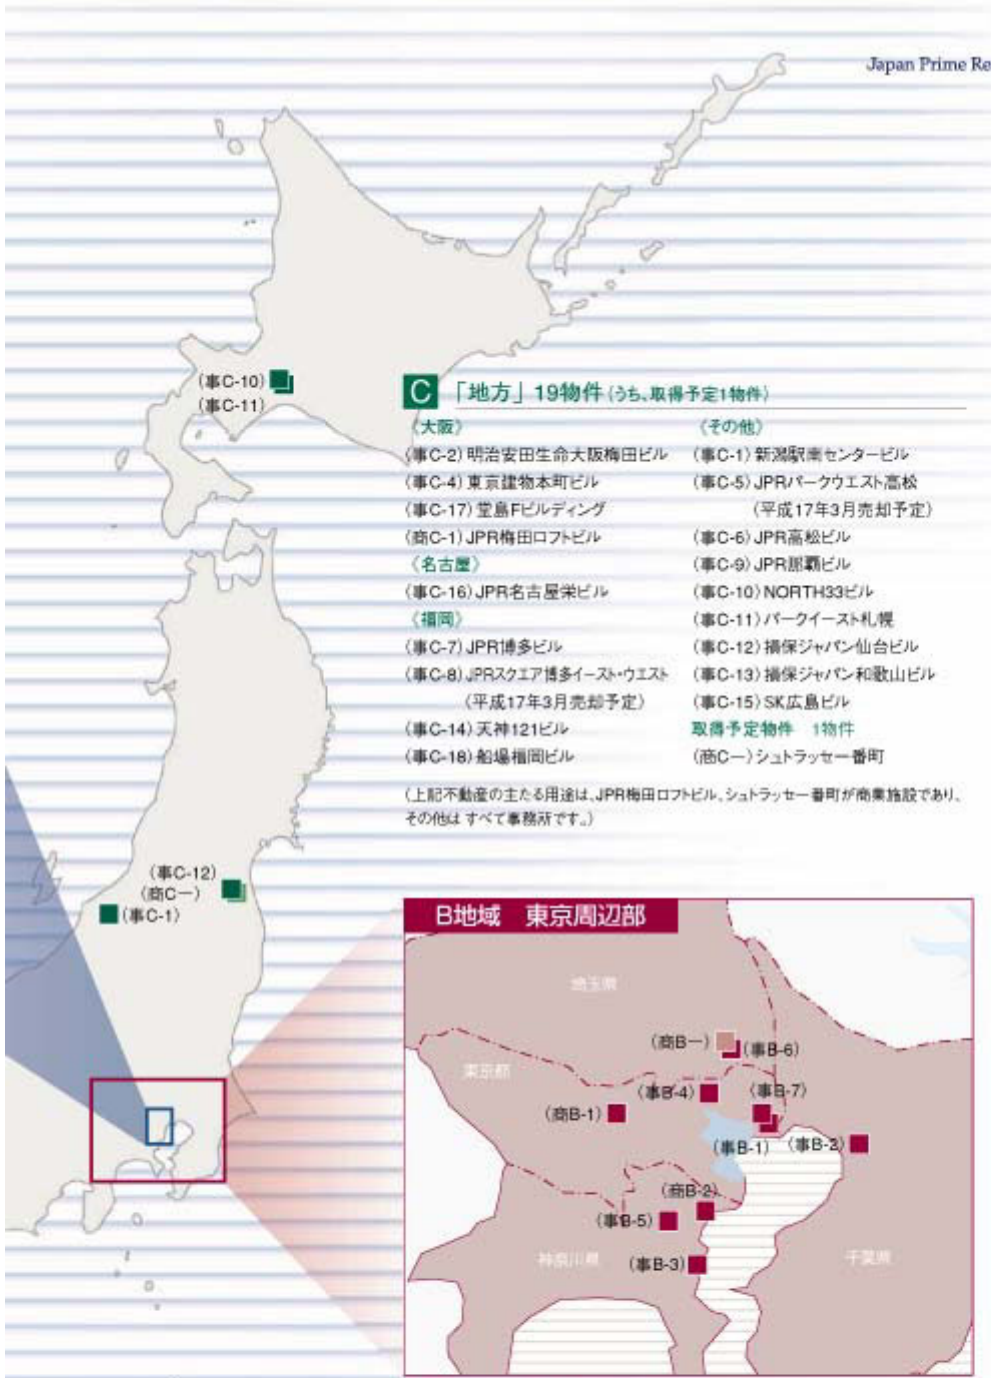 Japan Prime Re
(事C-10)
(事C-11)
C 「地方」 19物件(うち、取得予定1物件)
《大阪》
(事C-2)明治安田生命大阪梅田ビル
(事C-4)東京建物本町ビル
(事C-17)堂島Fビルディング
(商C-1)JPR梅田ロフトビル
《名古屋》
(事C-16)JPR名古屋栄ビル
《福岡》
(事C-7)JPR博多ビル
(事C-8)JPRスクエア博多イースト・ウエスト
(平成17年3月売却予定)
(事C-14)天神121ビル
(事C-18)船場福岡ビル
《その他》
(事C-1)新潟駅南センタービル
(事C-5)JPRパークウエスト高松
(平成17年3月売却予定)
(事C-6)JPR高松ビル
(事C-9)JPR那覇ビル
(事C-10)NORTH33ビル
(事C-11)パークイースト札幌
(事C-12)損保ジャパン仙台ビル
(事C-13)損保ジャパン和歌山ビル
(事C-15)SK広島ビル
取得予定物件 1物件
(商C一)シュトラッセ一番町
(上記不動産の主たる用途は、JPR梅田ロフトビル、シュトラッセ一番町が商業施設であり、
その他は すべて事務所です。)
(事C-12)
(商C一)
(事C-1)
B地域 東京周辺部
埼玉県
(商B一)
(事B-6)
東京都
(事B-4)
(事B-7)
(商B-1)
(事B-1)
(事B-2)
(商B-2)
(事B-5)
神奈川県
(事B-3)
千葉県